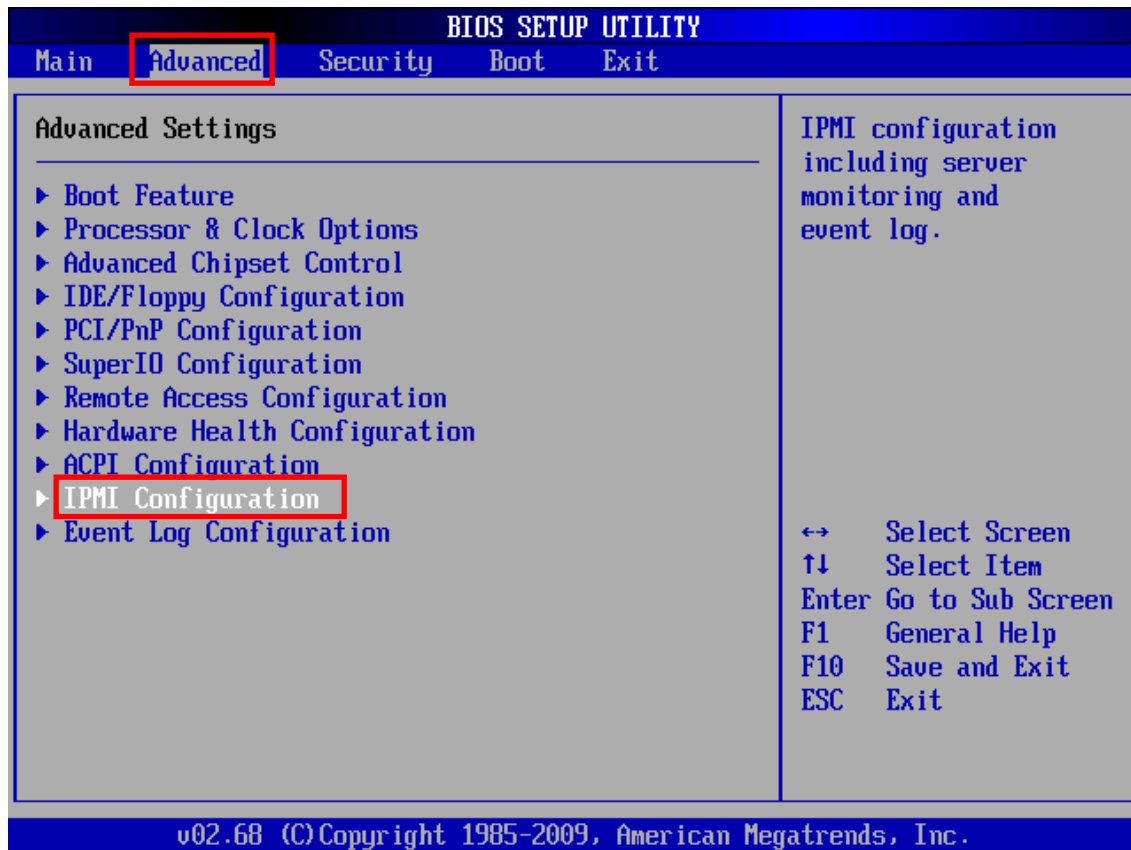 BIOS SETUP UTILITY
Main Advanced Security Boot Exit
Advanced Settings
Boot Feature
Processor & Clock Options
Advanced Chipset Control
IDE/Floppy Configuration
PCI/PnP Configuration
SuperIO Configuration
Remote Access Configuration
Hardware Health Configuration
ACPI Configuration
IPMI Configuration
Event Log Configuration
IPMI configuration
including server
monitoring and
event log.
↔ Select Screen
↑↓ Select Item
Enter Go to Sub Screen
F1 General Help
F10 Save and Exit
ESC Exit
v02.68 (C)Copyright 1985-2009, American Megatrends, Inc.